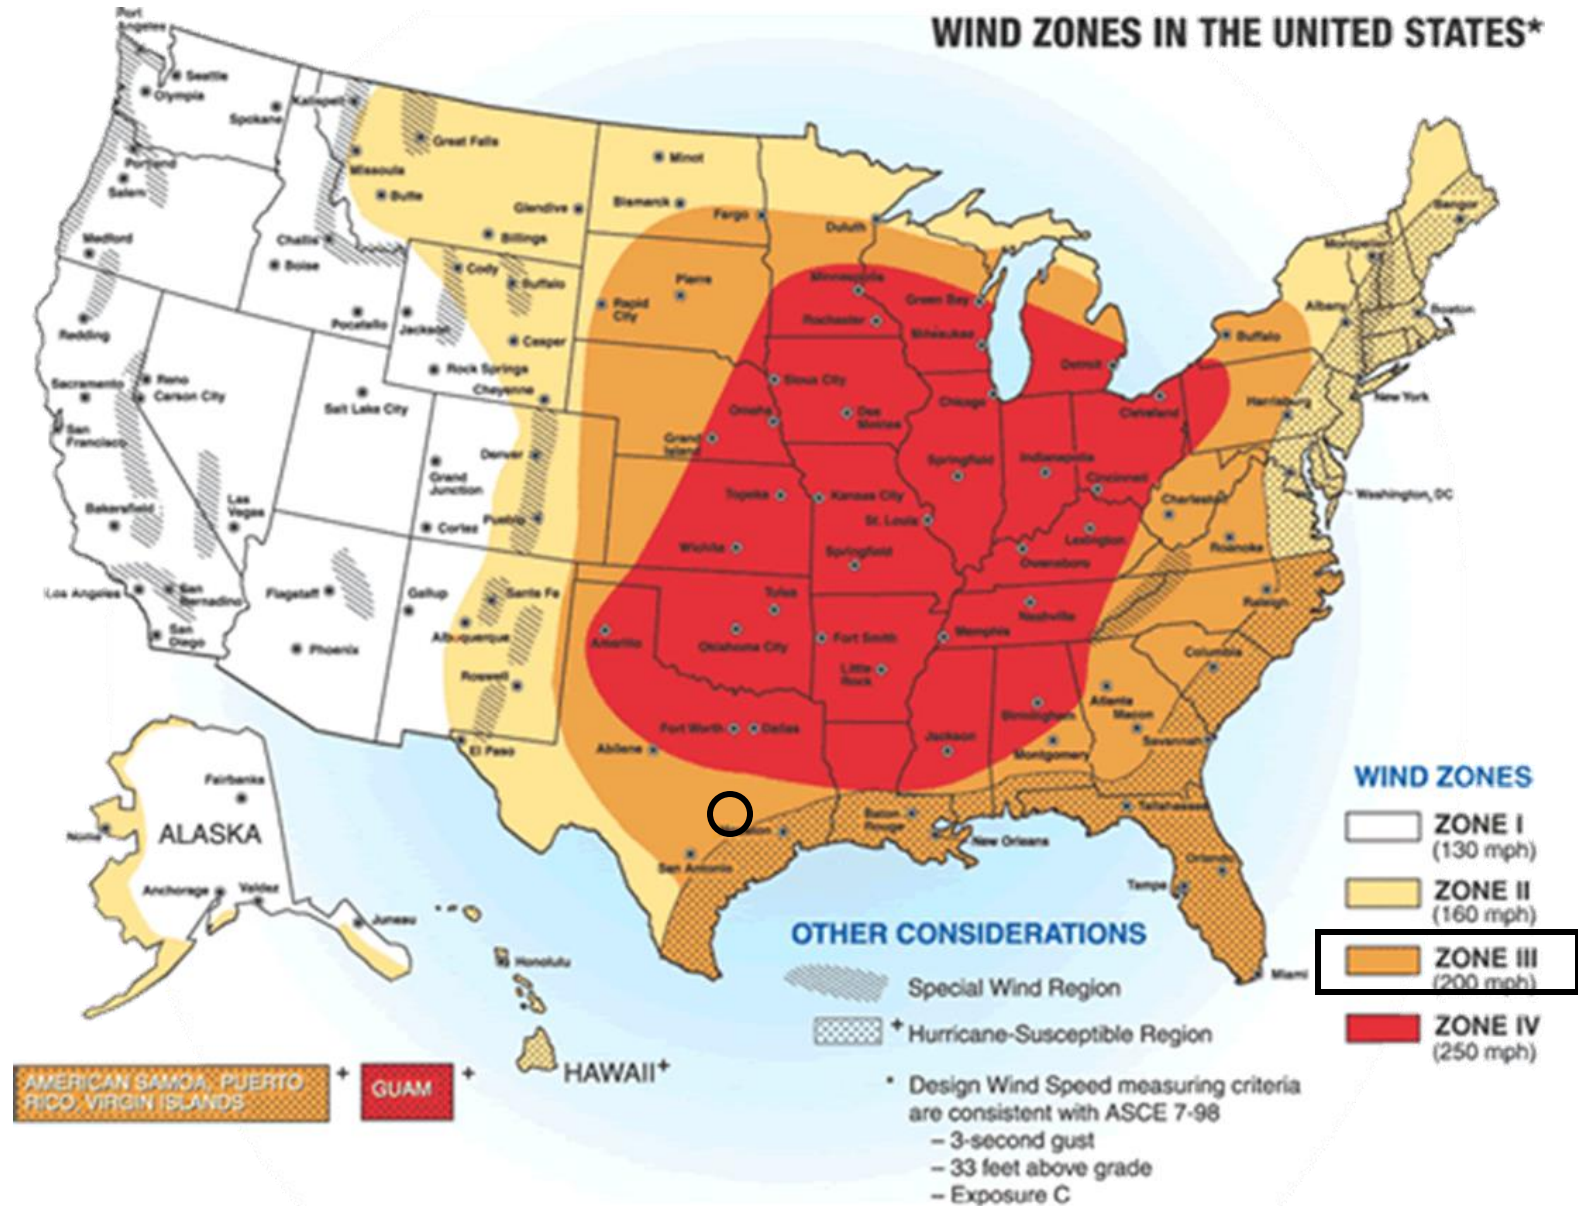 WIND ZONES IN THE UNITED STATES*
Port
Angeles
Seattle
Olympia
Spokane
Kalispell
Great Falls
Minot
Portland
Missoula
Salem
Butte
Glendive
Bismarck
Fargo
Duluth
Bangor
Medford
Challis
Billings
Montpelier
Boise
Cody
Buffalo
Pierre
Minneapolis
Green Bay
Rapid
City
Albany
Boston
Redding
Pocatello
Jackson
Casper
Rochester
Milwaukee
Buffalo
Sacramento
Reno
Carson City
Rock Springs
Cheyenne
Sioux City
Detroit
San
Francisco
Salt Lake City
Omaha
Des
Moines
Chicago
Cleveland
Harrisburg
New York
Grand
Island
Denver
Grand
Junction
Springfield
Indianapolis
Cincinnati
Bakersfield
Las
Vegas
Cortez
Pueblo
Topeka
Kansas City
St. Louis
Charleston
Washington, DC
Wichita
Springfield
Lexington
Owensboro
Roanoke
Los Angeles
San
Bernadino
Flagstaff
Gallup
Sante Fe
Tulsa
Nashville
Raleigh
San
Diego
Phoenix
Albuquerque
Amarillo
Oklahoma City
Fort Smith
Memphis
Columbia
Roswell
Little
Rock
Atlanta
Macon
El Paso
Abilene
Fort Worth
Dallas
Jackson
Birmingham
Montgomery
Savannah
Fairbanks
Nome
ALASKA
San Antonio
Baton
Rouge
New Orleans
Tallahassee
Orlando
Tampa
Miami
Anchorage
Valdez
Juneau
Honolulu
HAWAII+
WIND ZONES
ZONE I
(130 mph)
ZONE II
(160 mph)
ZONE III
(200 mph)
ZONE IV
(250 mph)
OTHER CONSIDERATIONS
Special Wind Region
+ Hurricane-Susceptible Region
* Design Wind Speed measuring criteria
are consistent with ASCE 7-98
– 3-second gust
– 33 feet above grade
– Exposure C
AMERICAN SAMOA, PUERTO
RICO, VIRGIN ISLANDS
+
GUAM
+